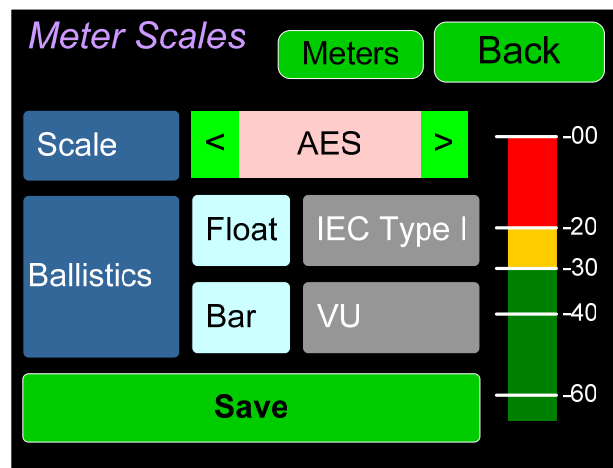 Meter Scales
Meters
Back
Scale
<
AES
>
Ballistics
Float
IEC Type I
Bar
VU
Save
-00
-20
-30
-40
-60